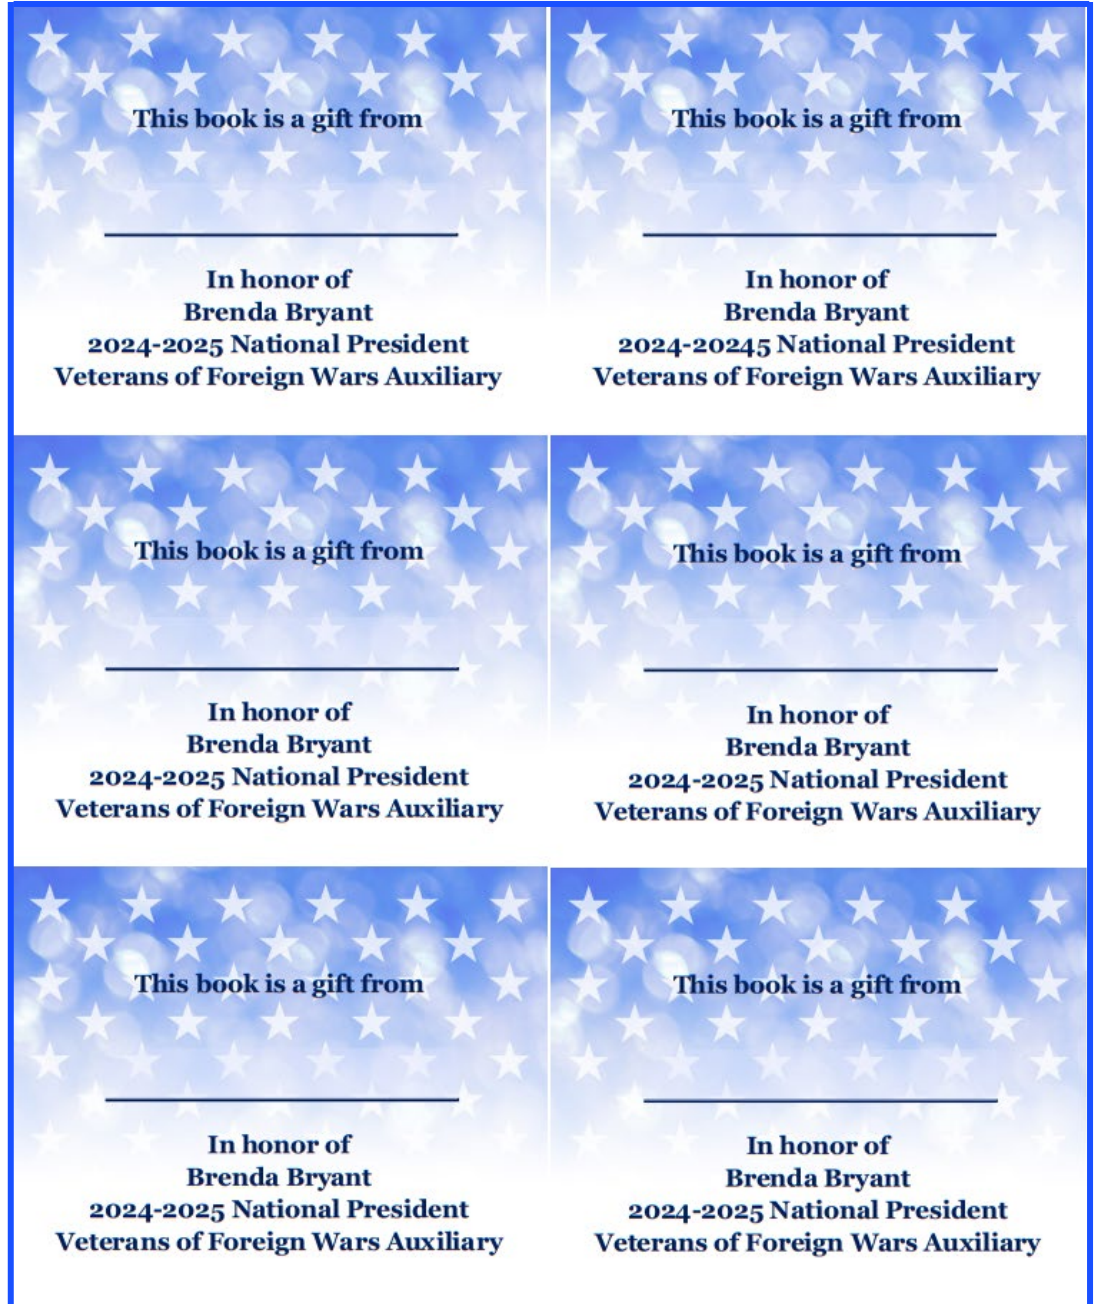 This book is a gift from
In honor of
Brenda Bryant
2024-2025 National President
Veterans of Foreign Wars Auxiliary
This book is a gift from
In honor of
Brenda Bryant
2024-20245 National President
Veterans of Foreign Wars Auxiliary
This book is a gift from
In honor of
Brenda Bryant
2024-2025 National President
Veterans of Foreign Wars Auxiliary
This book is a gift from
In honor of
Brenda Bryant
2024-2025 National President
Veterans of Foreign Wars Auxiliary
This book is a gift from
In honor of
Brenda Bryant
2024-2025 National President
Veterans of Foreign Wars Auxiliary
This book is a gift from
In honor of
Brenda Bryant
2024-2025 National President
Veterans of Foreign Wars Auxiliary